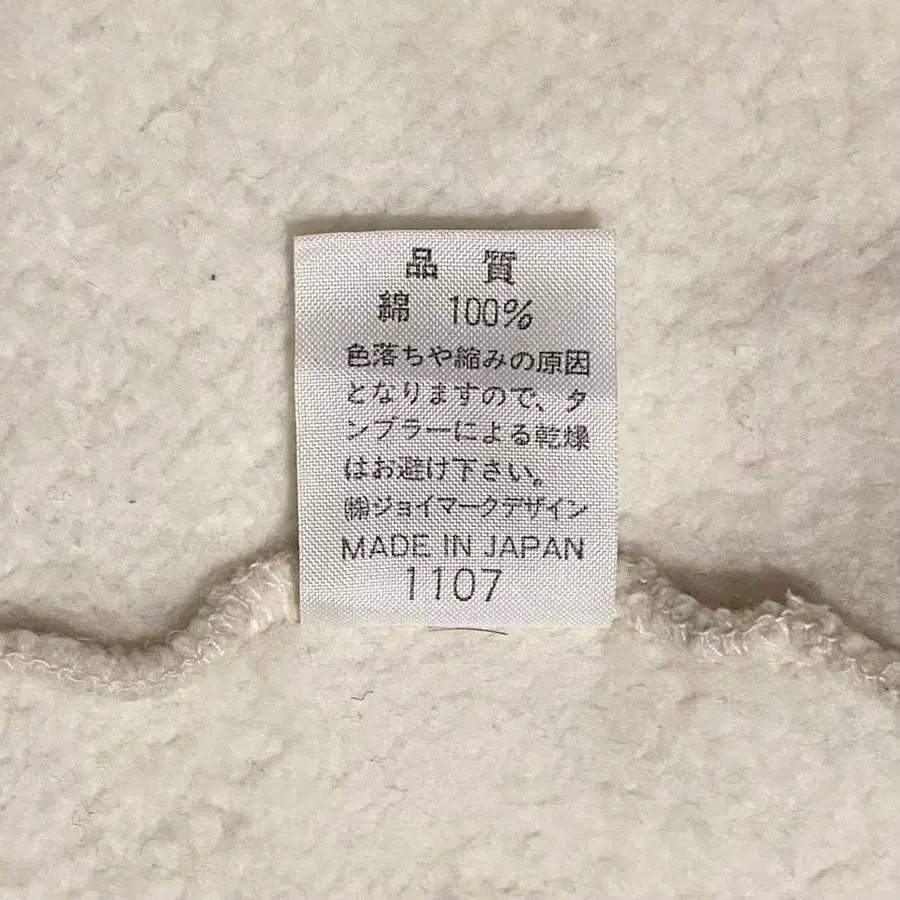 品 質
綿 100%
色落ちや縮みの原因
となりますので、タ
ンブラーによる乾燥
はお避け下さい。
㈱ジョイマークデザイン
MADE IN JAPAN
1107